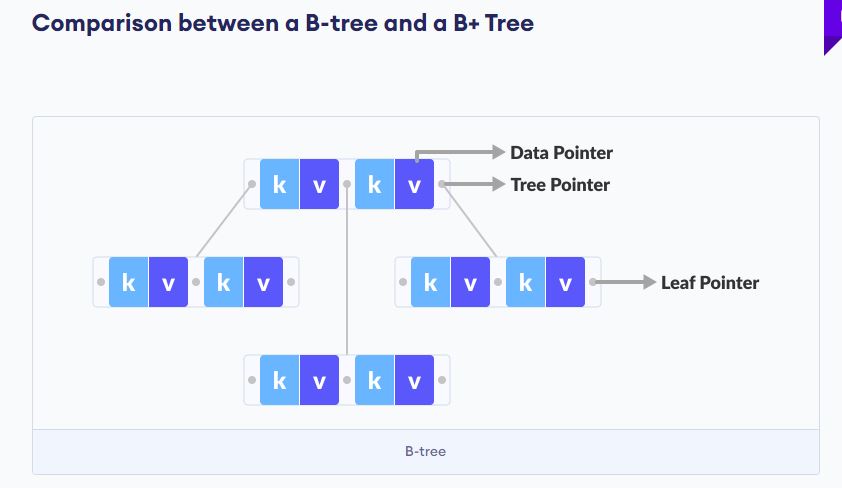 Comparison between a B-tree and a B+ Tree
Data Pointer
k v k v
Tree Pointer
k v k v
k v k v
Leaf Pointer
k v k v
B-tree